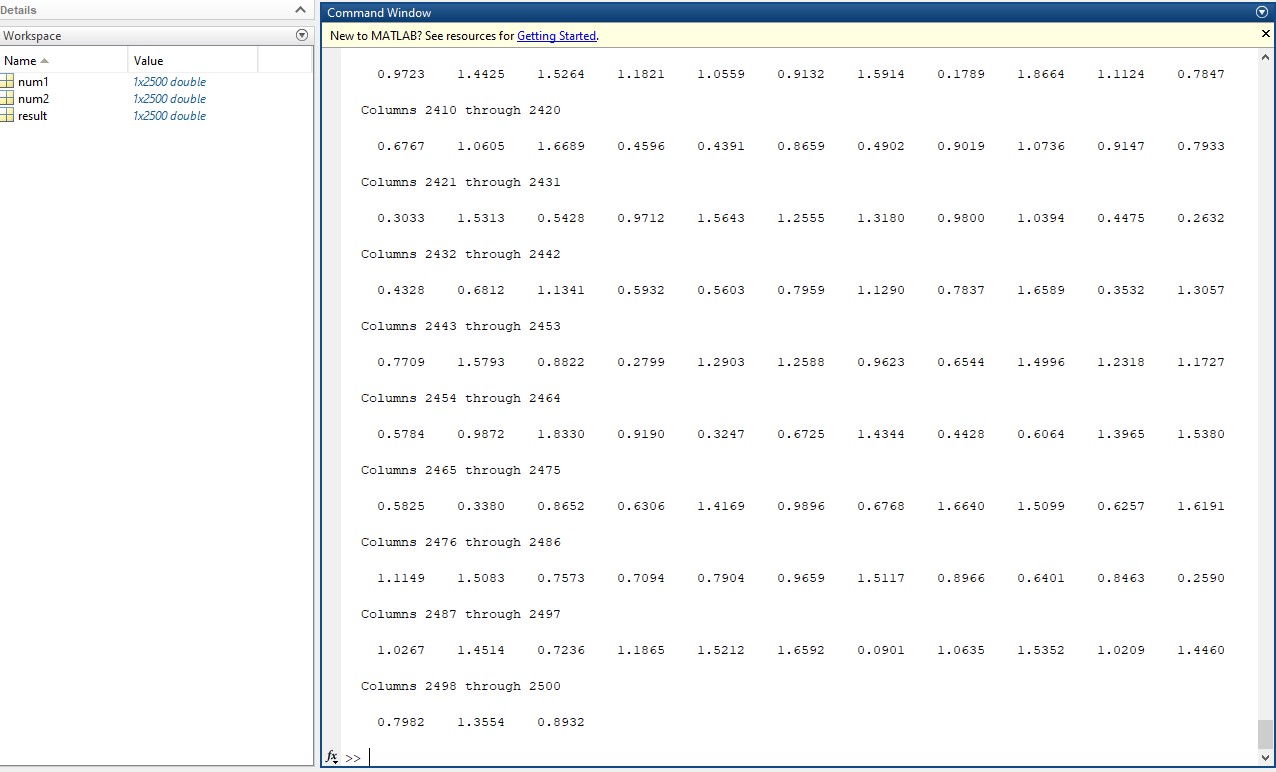 Details
Workspace
Name Value
num1 1x2500 double
num2 1x2500 double
result 1x2500 double
Command Window
New to MATLAB? See resources for Getting Started.
0.9723 1.4425 1.5264 1.1821 1.0559 0.9132 1.5914 0.1789 1.8664 1.1124 0.7847
Columns 2410 through 2420
0.6767 1.0605 1.6689 0.4596 0.4391 0.8659 0.4902 0.9019 1.0736 0.9147 0.7933
Columns 2421 through 2431
0.3033 1.5313 0.5428 0.9712 1.5643 1.2555 1.3180 0.9800 1.0394 0.4475 0.2632
Columns 2432 through 2442
0.4328 0.6812 1.1341 0.5932 0.5603 0.7959 1.1290 0.7837 1.6589 0.3532 1.3057
Columns 2443 through 2453
0.7709 1.5793 0.8822 0.2799 1.2903 1.2588 0.9623 0.6544 1.4996 1.2318 1.1727
Columns 2454 through 2464
0.5784 0.9872 1.8330 0.9190 0.3247 0.6725 1.4344 0.4428 0.6064 1.3965 1.5380
Columns 2465 through 2475
0.5825 0.3380 0.8652 0.6306 1.4169 0.9896 0.6768 1.6640 1.5099 0.6257 1.6191
Columns 2476 through 2486
1.1149 1.5083 0.7573 0.7094 0.7904 0.9659 1.5117 0.8966 0.6401 0.8463 0.2590
Columns 2487 through 2497
1.0267 1.4514 0.7236 1.1865 1.5212 1.6592 0.0901 1.0635 1.5352 1.0209 1.4460
Columns 2498 through 2500
0.7982 1.3554 0.8932
fx >>